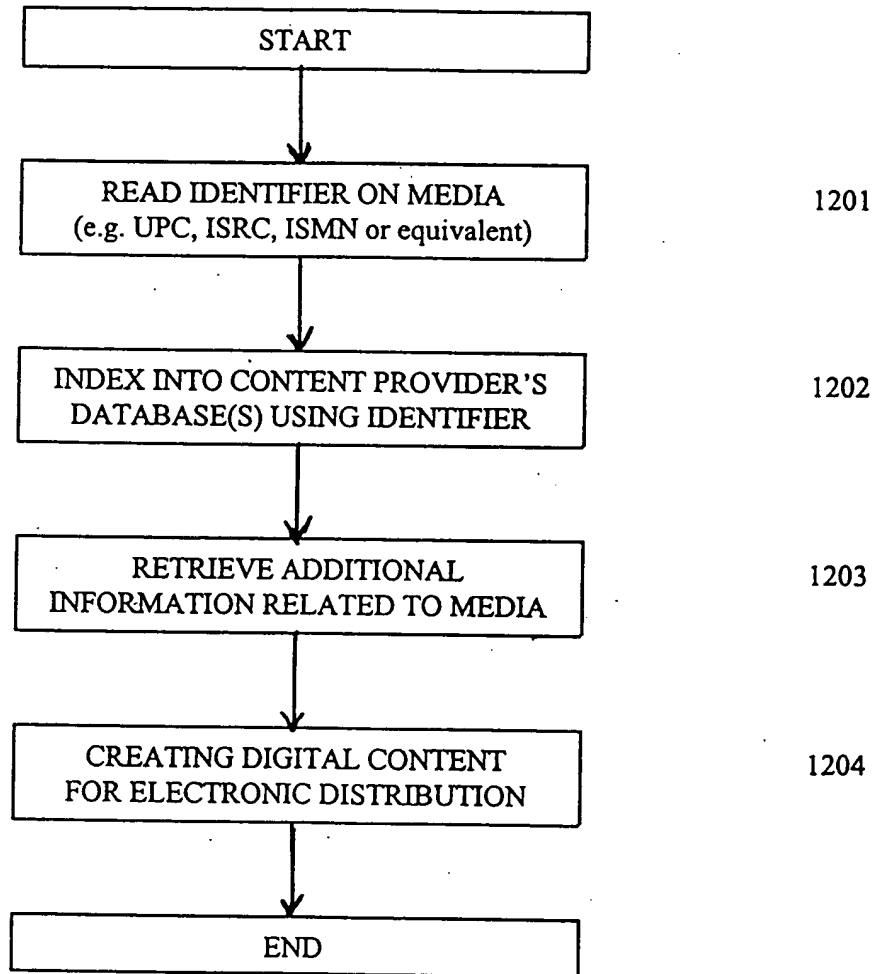 START
READ IDENTIFIER ON MEDIA
(e.g. UPC, ISRC, ISMN or equivalent)
1201
INDEX INTO CONTENT PROVIDER'S
DATABASE(S) USING IDENTIFIER
1202
RETRIEVE ADDITIONAL
INFORMATION RELATED TO MEDIA
1203
CREATING DIGITAL CONTENT
FOR ELECTRONIC DISTRIBUTION
1204
END